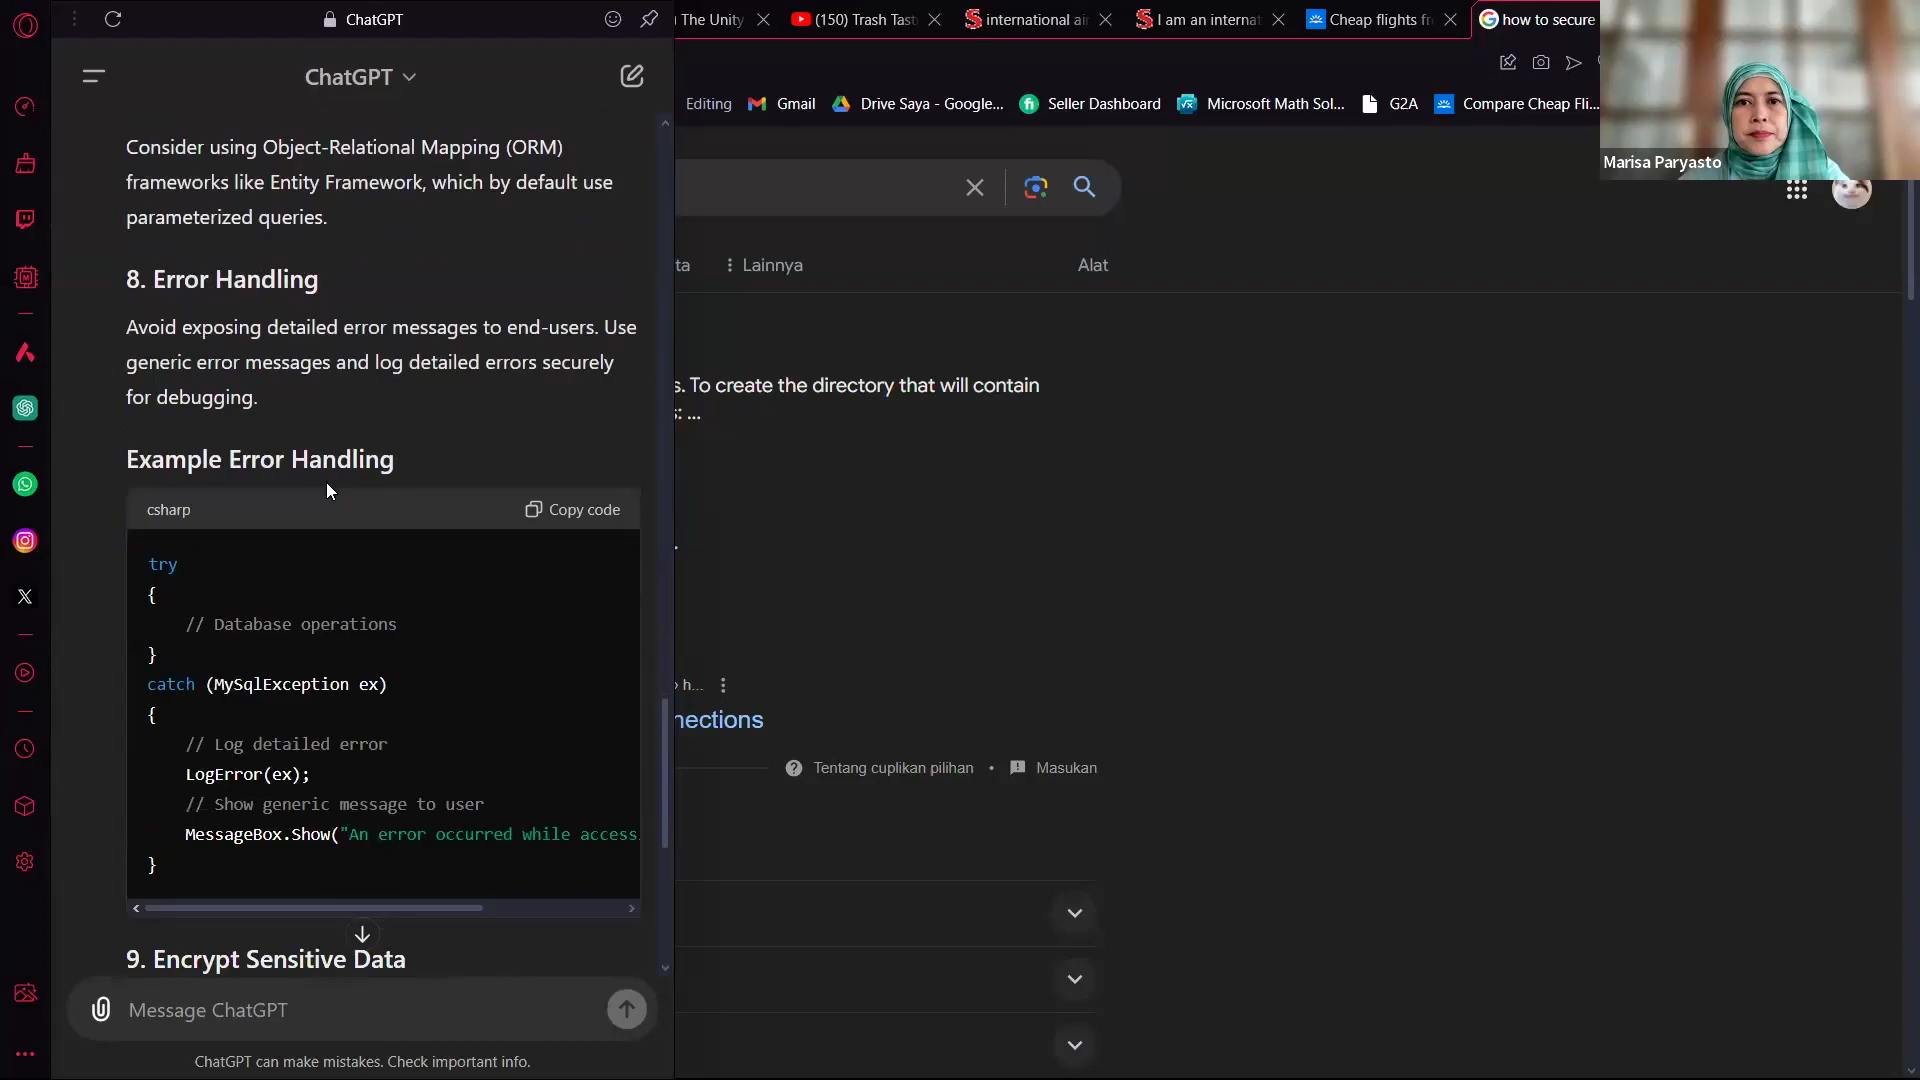 ChatGPT
The Unity
(150) Trash Tast
international ai
I am an interna
Cheap flights fr
how to secure
ChatGPT
Editing
Gmail
Drive Saya - Google...
Seller Dashboard
Microsoft Math Sol...
G2A
Compare Cheap Fli...
Marisa Paryasto
Consider using Object-Relational Mapping (ORM)
frameworks like Entity Framework, which by default use
parameterized queries.
8. Error Handling
Avoid exposing detailed error messages to end-users. Use
generic error messages and log detailed errors securely
for debugging.
Example Error Handling
csharp
Copy code
try
{
// Database operations
}
catch (MySqlException ex)
{
// Log detailed error
LogError(ex);
// Show generic message to user
MessageBox.Show("An error occurred while access
}
9. Encrypt Sensitive Data
Message ChatGPT
ChatGPT can make mistakes. Check important info.
ta
Lainnya
Alat
s. To create the directory that will contain
s: ...
› h...
nections
Tentang cuplikan pilihan
•
Masukan